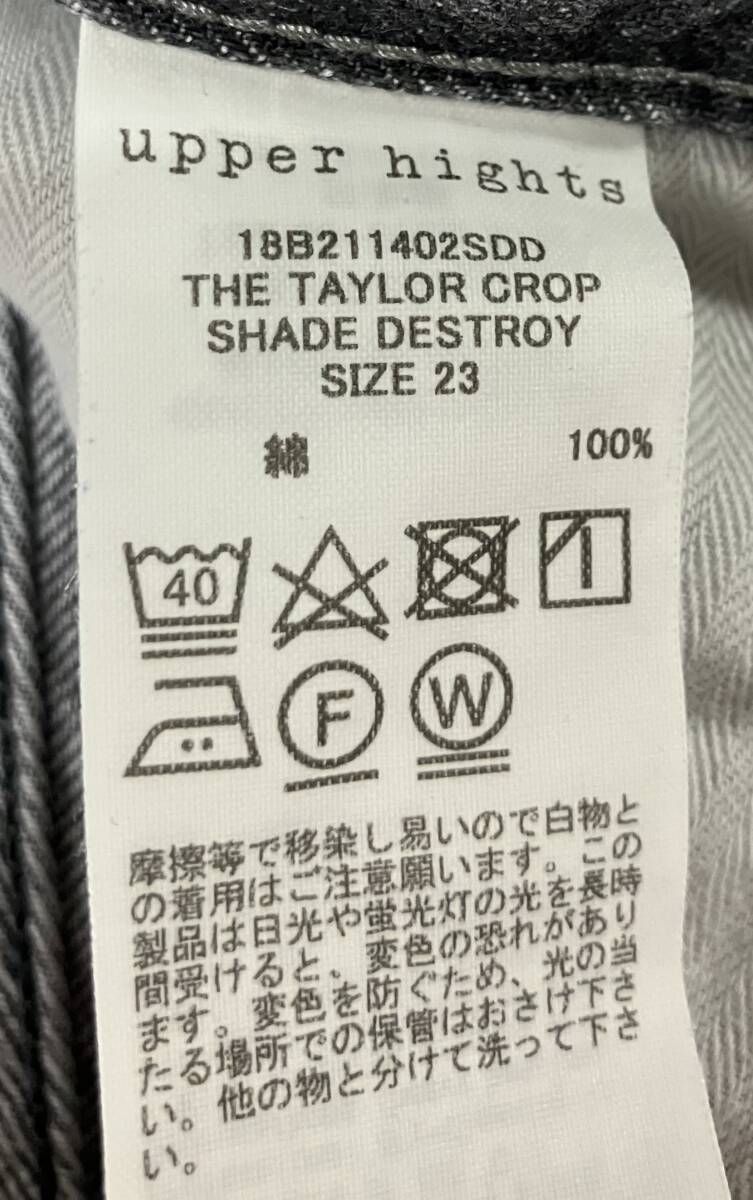 upper hights
18B211402SDD
THE TAYLOR CROP
SHADE DESTROY
SIZE 23
綿 100%
40
F W
摩擦等では移染し易いので白物と
の着用はご注意願います。この
製品は日光や蛍光灯の光を長時
間受けると、変色の恐れがあり
ます。変色を防ぐため、光の当
たる場所での保管はおさけ下さ
い。他の物と分けて洗って下さ
い。